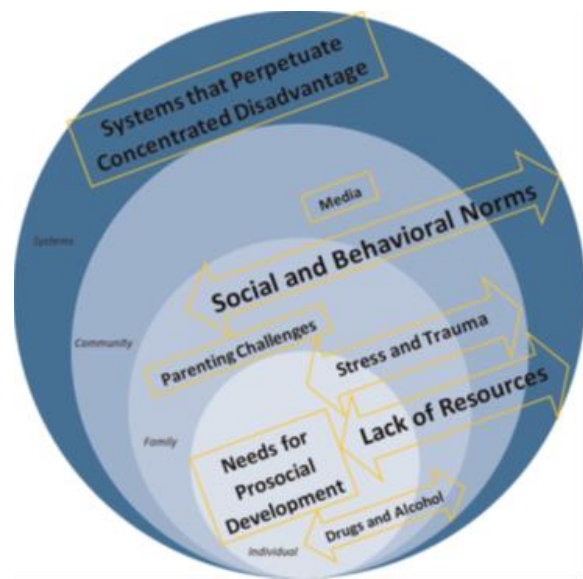 Systems that Perpetuate
Concentrated Disadvantage
Media
Systems
Social and Behavioral Norms
Community
Parenting Challenges
Stress and Trauma
Lack of Resources
Family
Needs for
Prosocial
Development
Drugs and Alcohol
Individual